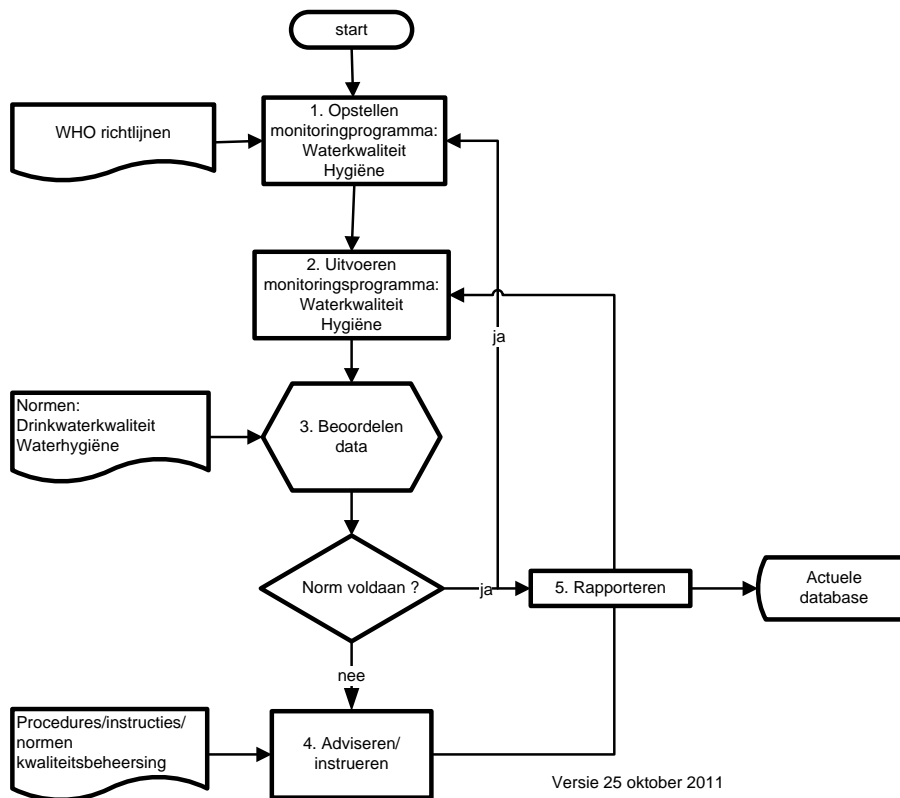 start
WHO richtlijnen
1. Opstellen
monitoringprogramma:
Waterkwaliteit
Hygiëne
2. Uitvoeren
monitoringsprogramma:
Waterkwaliteit
Hygiëne
ja
Normen:
Drinkwaterkwaliteit
Waterhygiëne
3. Beoordelen
data
Norm voldaan ?
ja
5. Rapporteren
Actuele
database
nee
Procedures/instructies/
normen
kwaliteitsbeheersing
4. Adviseren/
instrueren
Versie 25 oktober 2011